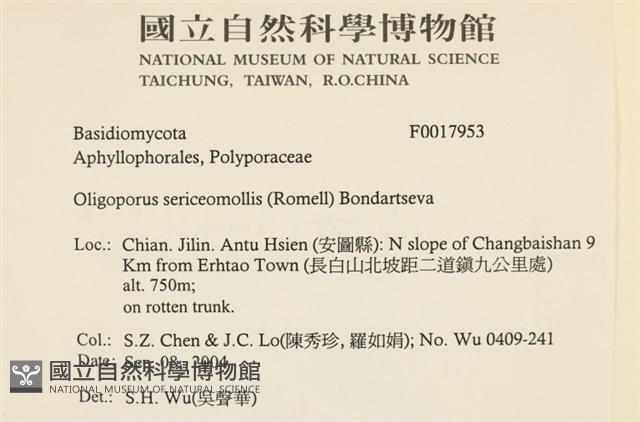 國立自然科學博物館
NATIONAL MUSEUM OF NATURAL SCIENCE
TAICHUNG, TAIWAN, R.O.CHINA
Basidiomycota F0017953
Aphyllophorales, Polyporaceae
Oligoporus sericeomollis (Romell) Bondartseva
Loc.: Chian. Jilin. Antu Hsien (安圖縣): N slope of Changbaishan 9
Km from Erhtao Town (長白山北坡距二道鎮九公里處)
alt. 750m;
on rotten trunk.
Col.: S.Z. Chen & J.C. Lo(陳秀珍, 羅如娟); No. Wu 0409-241
Date: Sep. 08, 2004
國立自然科學博物館
NATIONAL MUSEUM OF NATURAL SCIENCE
Det.: S.H. Wu(吳聲華)